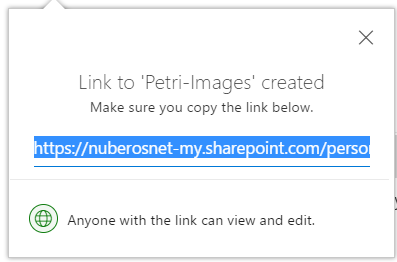 Link to 'Petri-Images' created
Make sure you copy the link below.
https://nuberosnet-my.sharepoint.com/perso
Anyone with the link can view and edit.